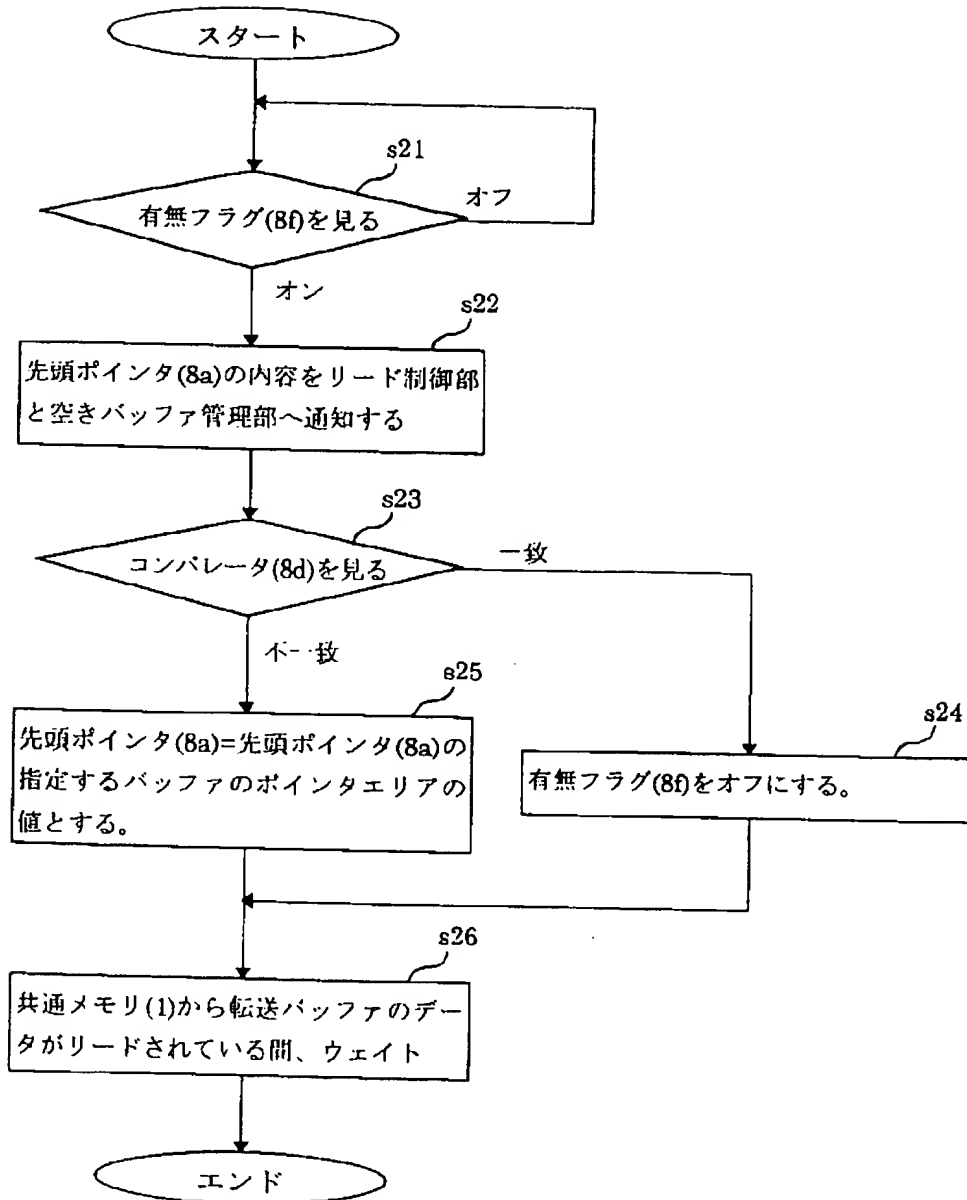 スタート
s21
有無フラグ(8f)を見る
オフ
オン
s22
先頭ポインタ(8a)の内容をリード制御部
と空きバッファ管理部へ通知する
s23
コンパレータ(8d)を見る
一致
不一致
s25
先頭ポインタ(8a)=先頭ポインタ(8a)の
指定するバッファのポインタエリアの
値とする。
s24
有無フラグ(8f)をオフにする。
s26
共通メモリ(1)から転送バッファのデー
タがリードされている間、ウェイト
エンド